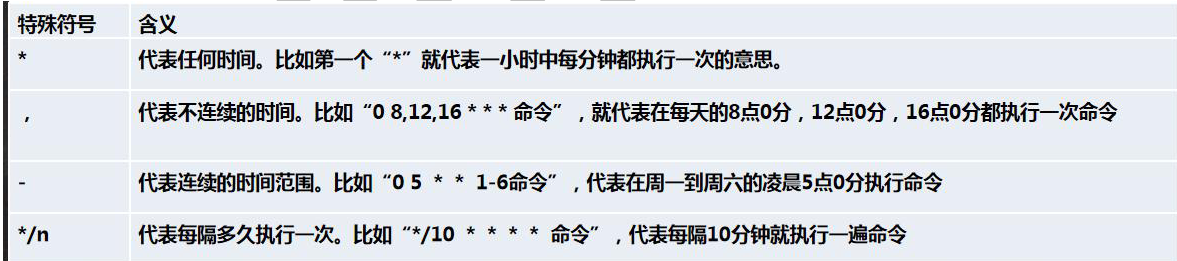 特殊符号 含义
* 代表任何时间。比如第一个“*”就代表一小时中每分钟都执行一次的意思。
, 代表不连续的时间。比如“0 8,12,16 * * * 命令”,就代表在每天的8点0分,12点0分,16点0分都执行一次命令
- 代表连续的时间范围。比如“0 5 * * 1-6命令”,代表在周一到周六的凌晨5点0分执行命令
*/n 代表每隔多久执行一次。比如“*/10 * * * * 命令”,代表每隔10分钟就执行一遍命令